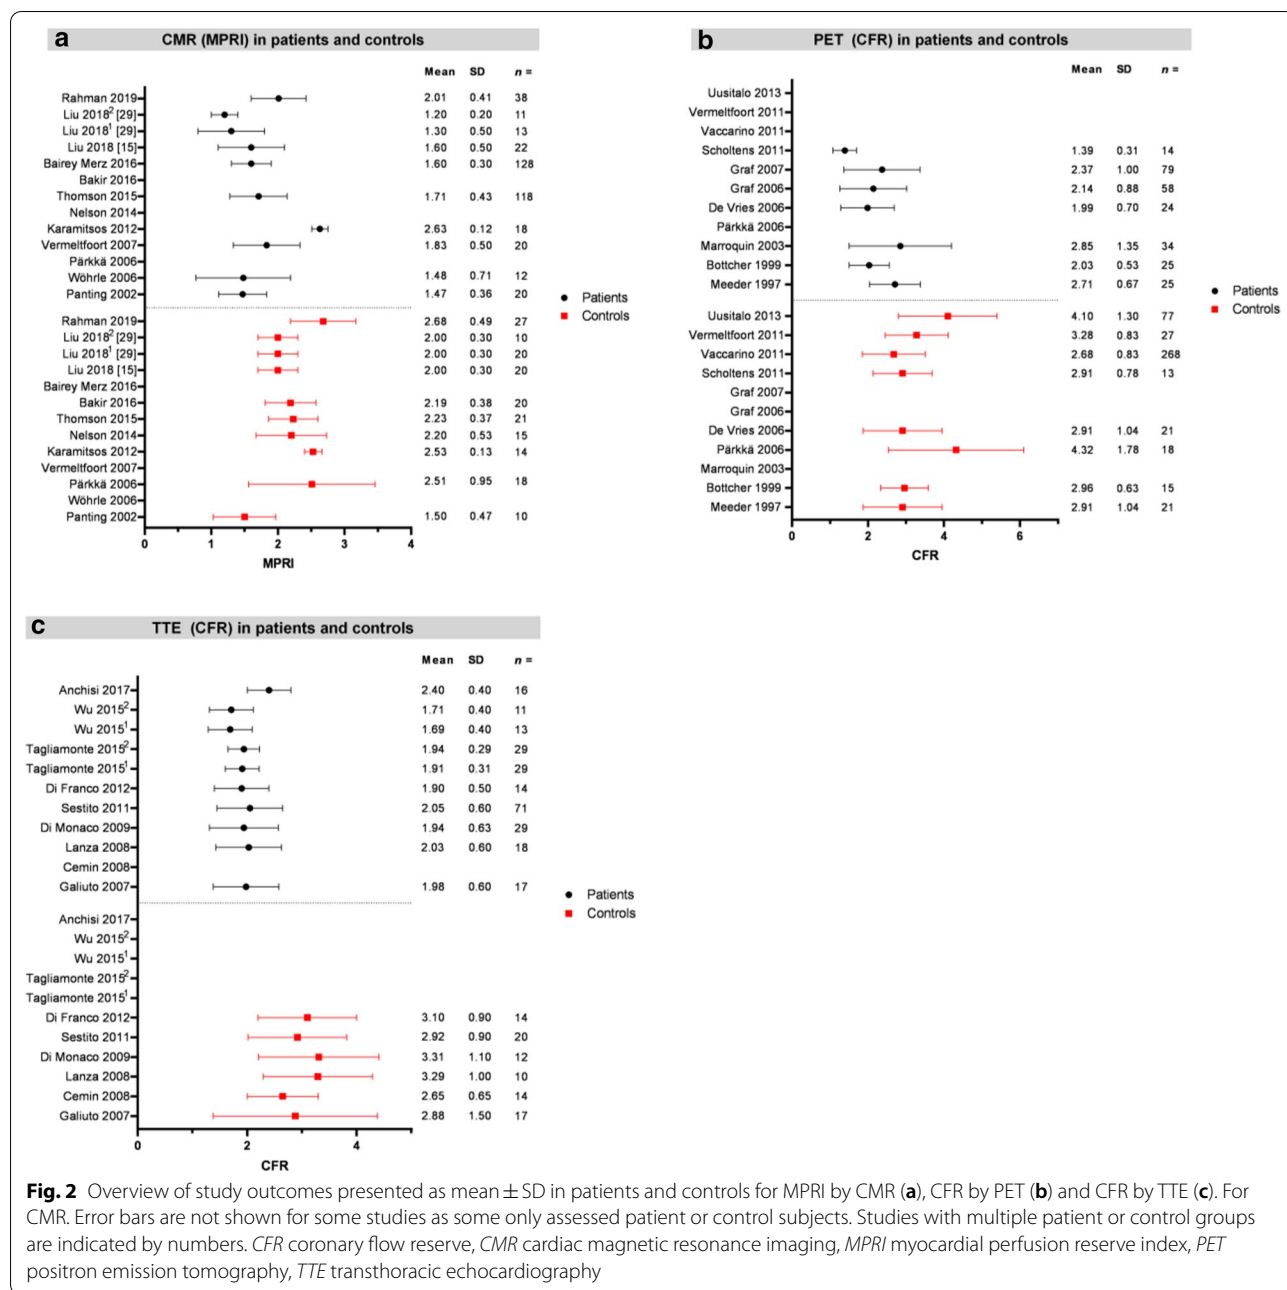 a CMR (MPRI) in patients and controls
Mean SD n =
Rahman 2019 2.01 0.41 38
Liu 2018² [29] 1.20 0.20 11
Liu 2018¹ [29] 1.30 0.50 13
Liu 2018 [15] 1.60 0.50 22
Bairey Merz 2016 1.60 0.30 128
Bakir 2016
Thomson 2015 1.71 0.43 118
Nelson 2014
Karamitsos 2012 2.63 0.12 18
Vermeltfoort 2007 1.83 0.50 20
Pärkkä 2006
Wöhrle 2006 1.48 0.71 12
Panting 2002 1.47 0.36 20
Rahman 2019 2.68 0.49 27
Liu 2018² [29] 2.00 0.30 10
Liu 2018¹ [29] 2.00 0.30 20
Liu 2018 [15] 2.00 0.30 20
Bairey Merz 2016
Bakir 2016 2.19 0.38 20
Thomson 2015 2.23 0.37 21
Nelson 2014 2.20 0.53 15
Karamitsos 2012 2.53 0.13 14
Vermeltfoort 2007
Pärkkä 2006 2.51 0.95 18
Wöhrle 2006
Panting 2002 1.50 0.47 10
0 1 2 3 4
MPRI
Patients
Controls
b PET (CFR) in patients and controls
Mean SD n =
Uusitalo 2013
Vermeltfoort 2011
Vaccarino 2011
Scholtens 2011 1.39 0.31 14
Graf 2007 2.37 1.00 79
Graf 2006 2.14 0.88 58
De Vries 2006 1.99 0.70 24
Pärkkä 2006
Marroquin 2003 2.85 1.35 34
Bottcher 1999 2.03 0.53 25
Meeder 1997 2.71 0.67 25
Uusitalo 2013 4.10 1.30 77
Vermeltfoort 2011 3.28 0.83 27
Vaccarino 2011 2.68 0.83 268
Scholtens 2011 2.91 0.78 13
Graf 2007
Graf 2006
De Vries 2006 2.91 1.04 21
Pärkkä 2006 4.32 1.78 18
Marroquin 2003
Bottcher 1999 2.96 0.63 15
Meeder 1997 2.91 1.04 21
0 2 4 6
CFR
Patients
Controls
c TTE (CFR) in patients and controls
Mean SD n =
Anchisi 2017 2.40 0.40 16
Wu 2015² 1.71 0.40 11
Wu 2015¹ 1.69 0.40 13
Tagliamonte 2015² 1.94 0.29 29
Tagliamonte 2015¹ 1.91 0.31 29
Di Franco 2012 1.90 0.50 14
Sestito 2011 2.05 0.60 71
Di Monaco 2009 1.94 0.63 29
Lanza 2008 2.03 0.60 18
Cemin 2008
Galiuto 2007 1.98 0.60 17
Anchisi 2017
Wu 2015²
Wu 2015¹
Tagliamonte 2015²
Tagliamonte 2015¹
Di Franco 2012 3.10 0.90 14
Sestito 2011 2.92 0.90 20
Di Monaco 2009 3.31 1.10 12
Lanza 2008 3.29 1.00 10
Cemin 2008 2.65 0.65 14
Galiuto 2007 2.88 1.50 17
0 2 4
CFR
Patients
Controls
Fig. 2 Overview of study outcomes presented as mean ± SD in patients and controls for MPRI by CMR (a), CFR by PET (b) and CFR by TTE (c). For
CMR. Error bars are not shown for some studies as some only assessed patient or control subjects. Studies with multiple patient or control groups
are indicated by numbers. CFR coronary flow reserve, CMR cardiac magnetic resonance imaging, MPRI myocardial perfusion reserve index, PET
positron emission tomography, TTE transthoracic echocardiography